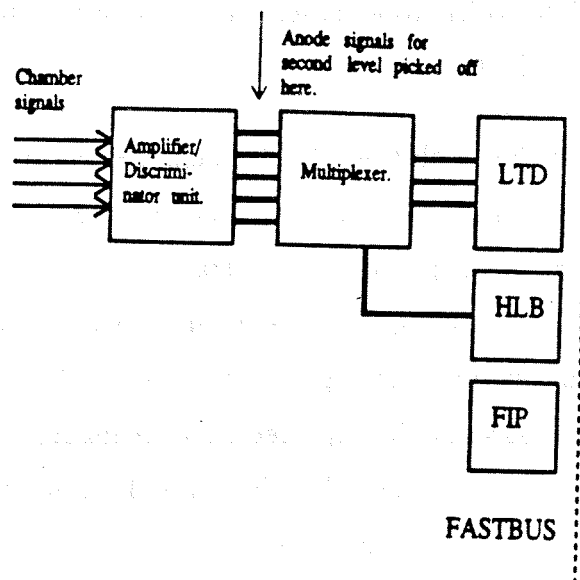 Anode signals for
second level picked off
here.
Chamber
signals
Amplifier/
Discrimi-
nator unit.
Multiplexer.
LTD
HLB
FIP
FASTBUS